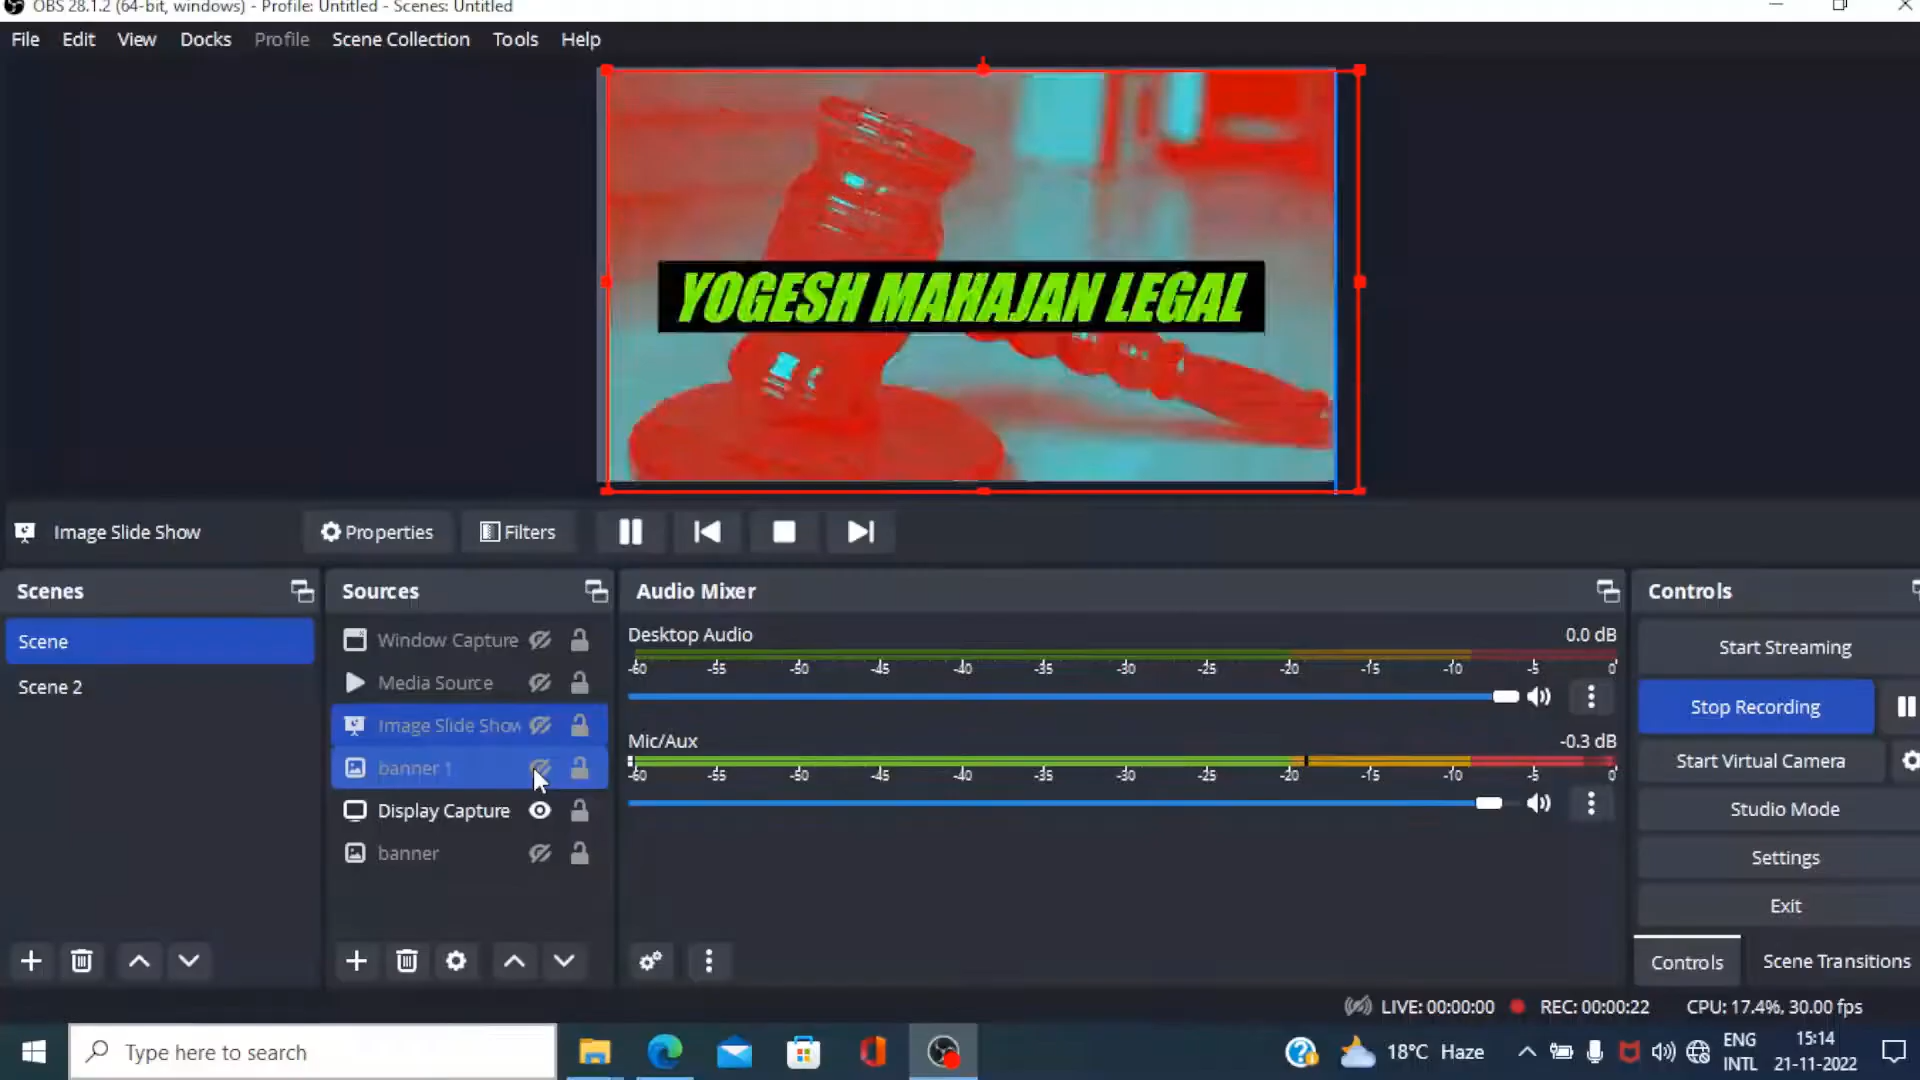 OBS 28.1.2 (64-bit, windows) - Profile: Untitled - Scenes: Untitled
File Edit View Docks Profile Scene Collection Tools Help
YOGESH MAHAJAN LEGAL
Image Slide Show Properties Filters
Scenes Sources Audio Mixer Controls
Scene
Scene 2
Window Capture
Media Source
Image Slide Show
banner 1
Display Capture
banner
Desktop Audio 0.0 dB
-60 -55 -50 -45 -40 -35 -30 -25 -20 -15 -10 -5 0
Mic/Aux -0.3 dB
-60 -55 -50 -45 -40 -35 -30 -25 -20 -15 -10 -5 0
Start Streaming
Stop Recording
Start Virtual Camera
Studio Mode
Settings
Exit
Controls Scene Transitions
LIVE: 00:00:00 REC: 00:00:22 CPU: 17.4%, 30.00 fps
Type here to search
18°C Haze
ENG
INTL
15:14
21-11-2022